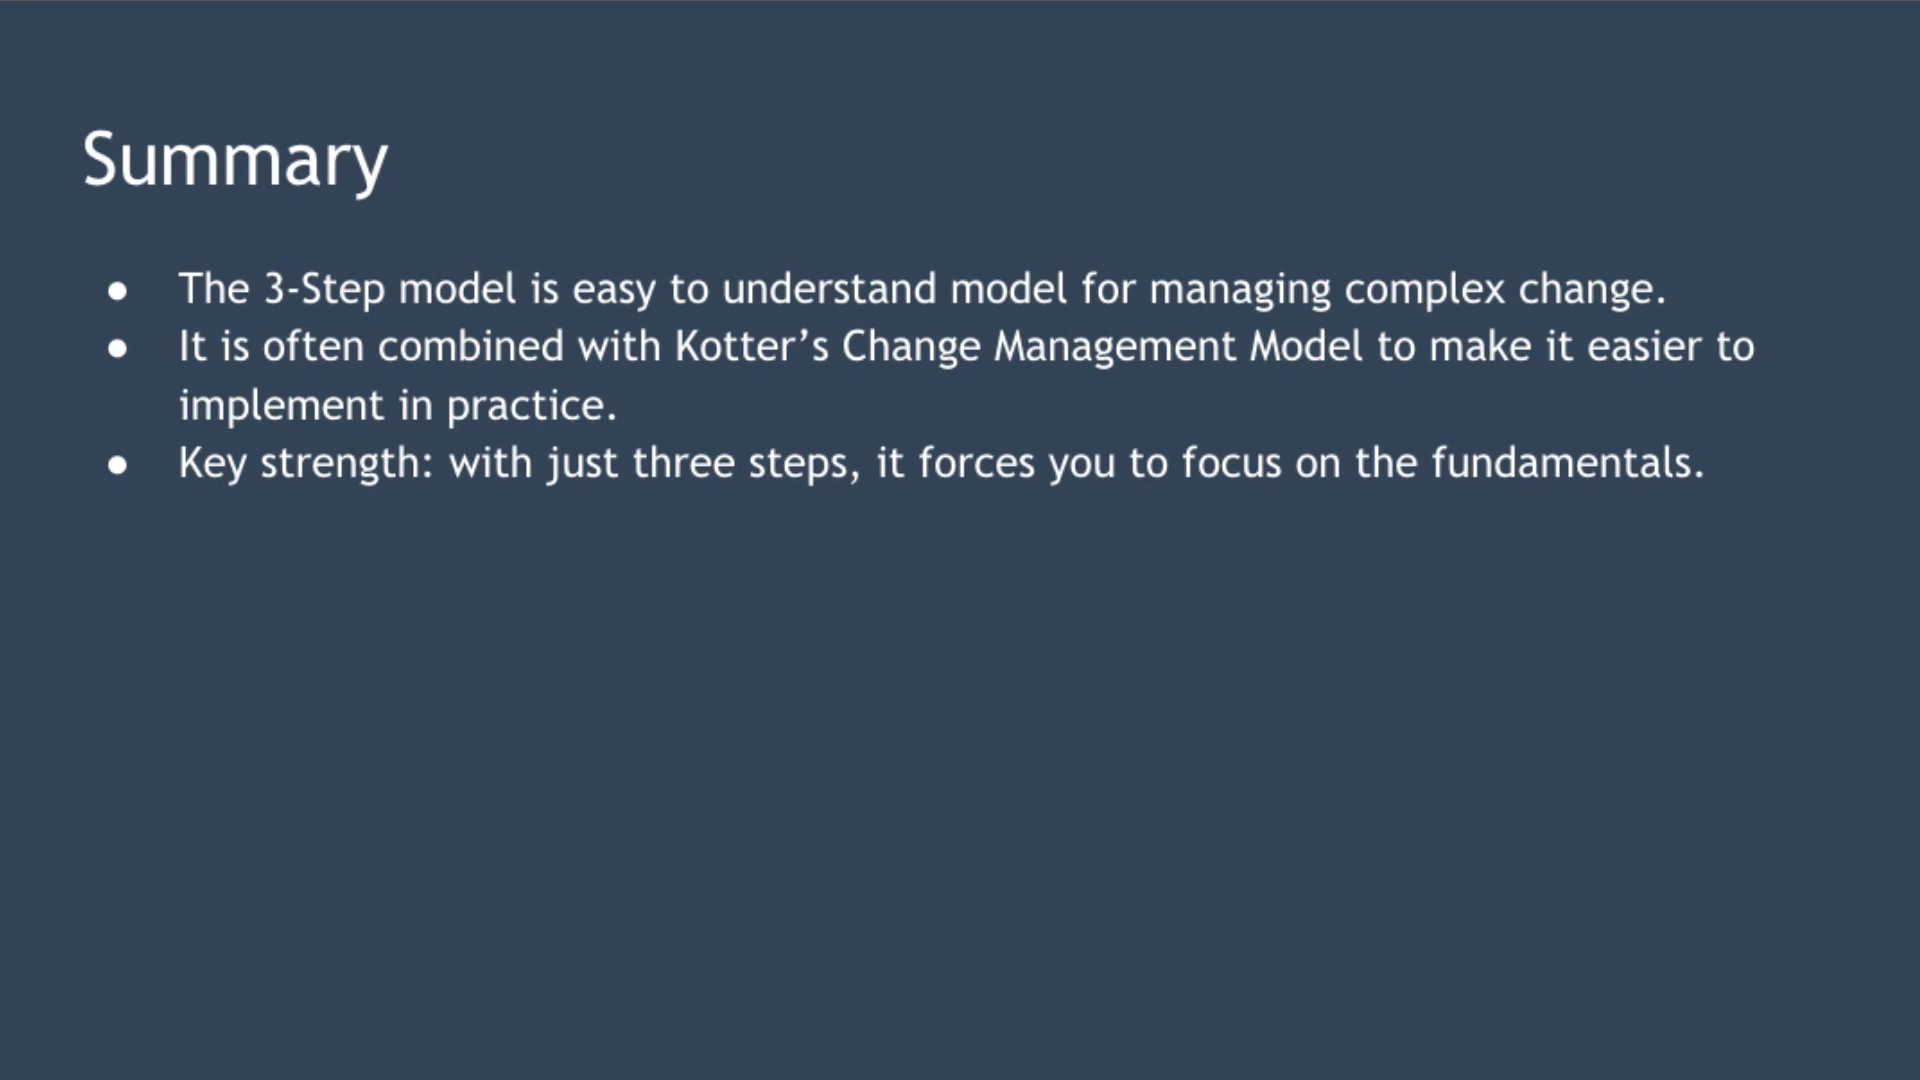 Summary
● The 3-Step model is easy to understand model for managing complex change.
● It is often combined with Kotter’s Change Management Model to make it easier to
implement in practice.
● Key strength: with just three steps, it forces you to focus on the fundamentals.